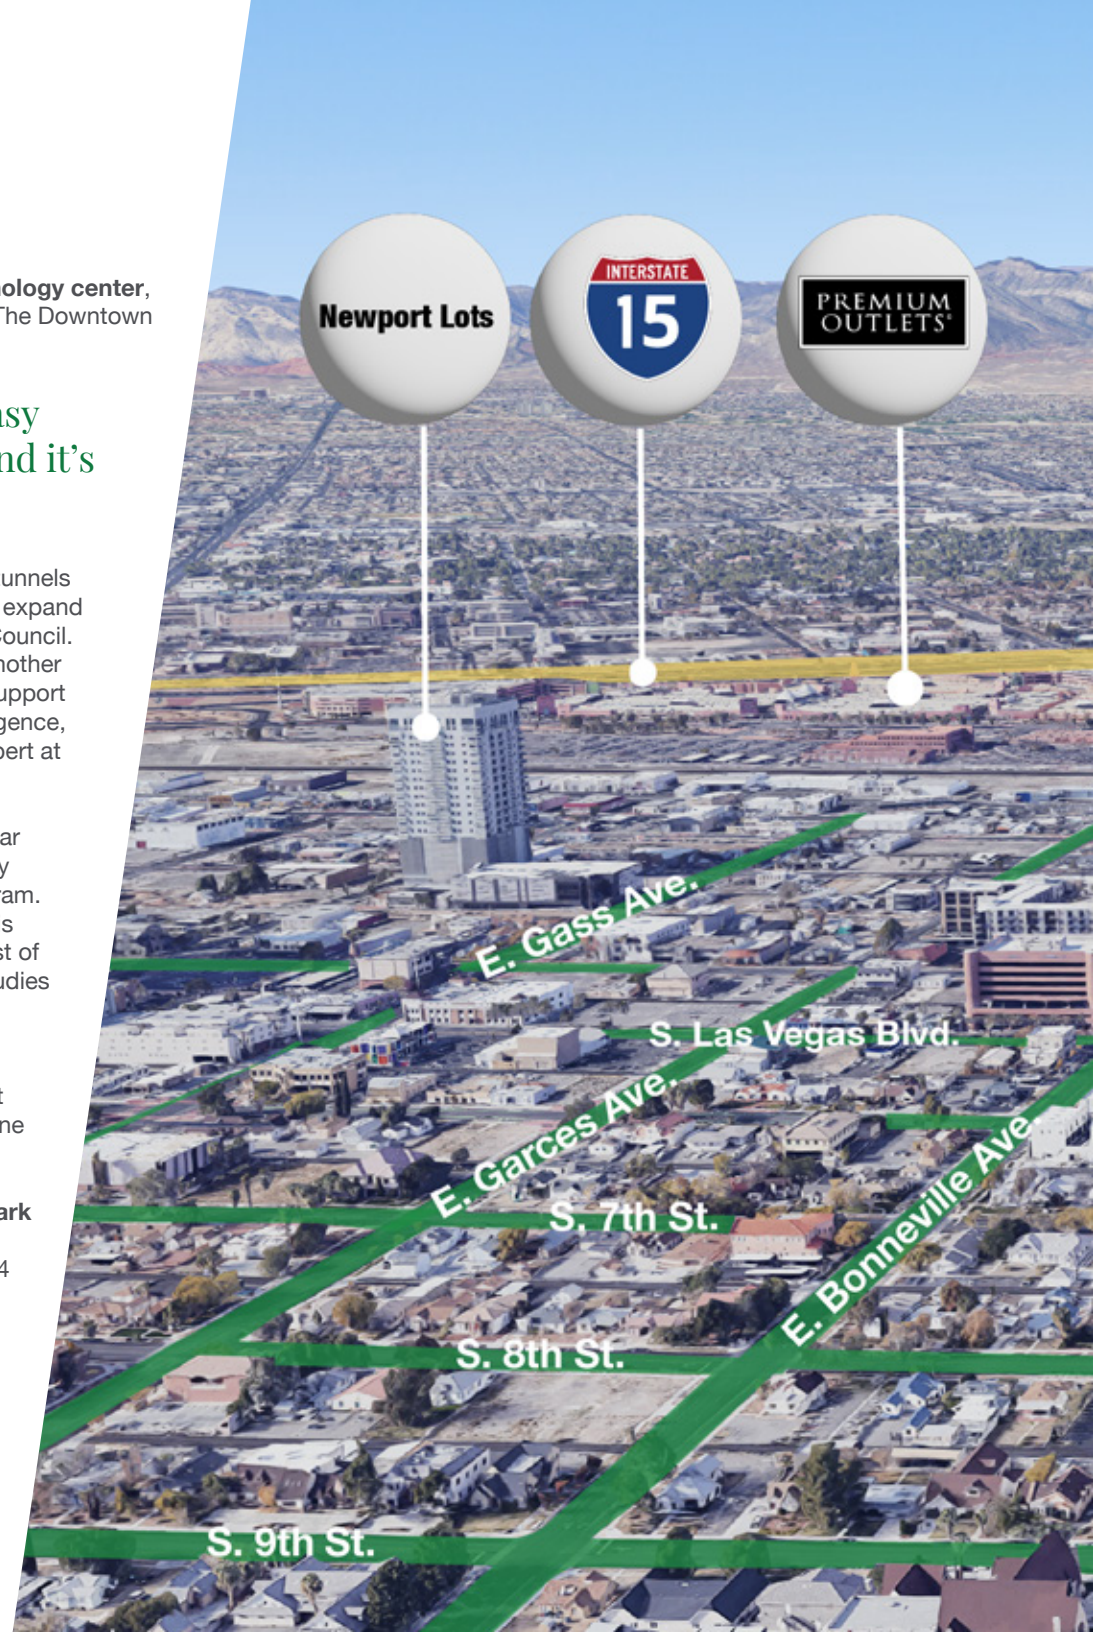 nology center,
The Downtown
asy
nd it's
unnels
expand
Council.
nother
upport
gence,
pert at
ar
y
ram.
s
st of
udies
t
ne
ark
4
Newport Lots
INTERSTATE
15
PREMIUM
OUTLETS®
E. Gass Ave.
S. Las Vegas Blvd.
E. Garces Ave.
S. 7th St.
E. Bonneville Ave.
S. 8th St.
S. 9th St.